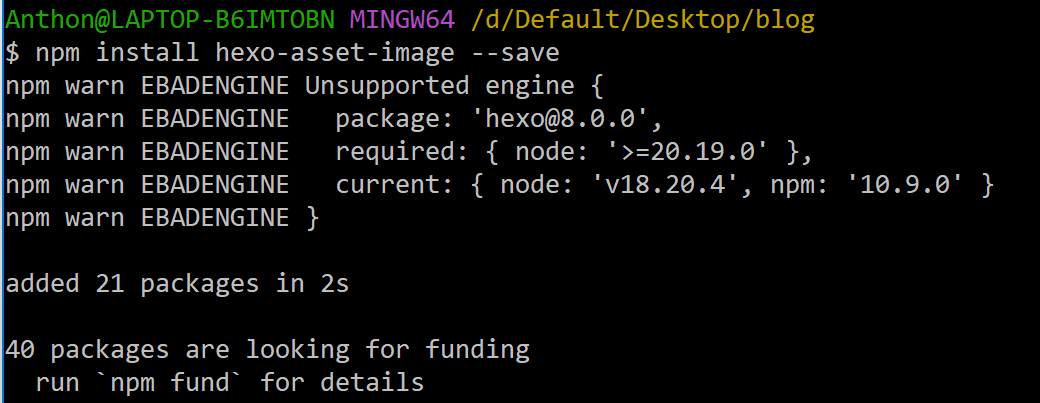 Anthon@LAPTOP-B6IMTOBN MINGW64 /d/Default/Desktop/blog
$ npm install hexo-asset-image --save
npm warn EBADENGINE Unsupported engine {
npm warn EBADENGINE   package: 'hexo@8.0.0',
npm warn EBADENGINE   required: { node: '>=20.19.0' },
npm warn EBADENGINE   current: { node: 'v18.20.4', npm: '10.9.0' }
npm warn EBADENGINE }
added 21 packages in 2s
40 packages are looking for funding
  run `npm fund` for details